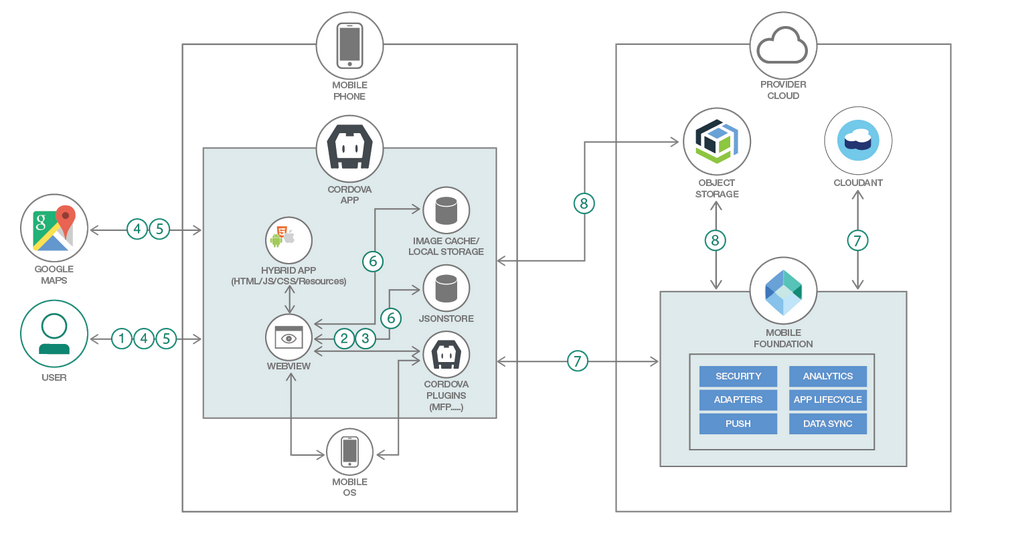 MOBILE
PHONE
PROVIDER
CLOUD
CORDOVA
APP
OBJECT
STORAGE
CLOUDANT
g
4
5
GOOGLE
MAPS
HYBRID APP
(HTML/JS/CSS/Resources)
IMAGE CACHE/
LOCAL STORAGE
8
6
8
7
JSONSTORE
6
1
4
5
USER
2
3
WEBVIEW
CORDOVA
PLUGINS
(MFP.....)
7
MOBILE
FOUNDATION
SECURITY
ANALYTICS
ADAPTERS
APP LIFECYCLE
PUSH
DATA SYNC
MOBILE
OS